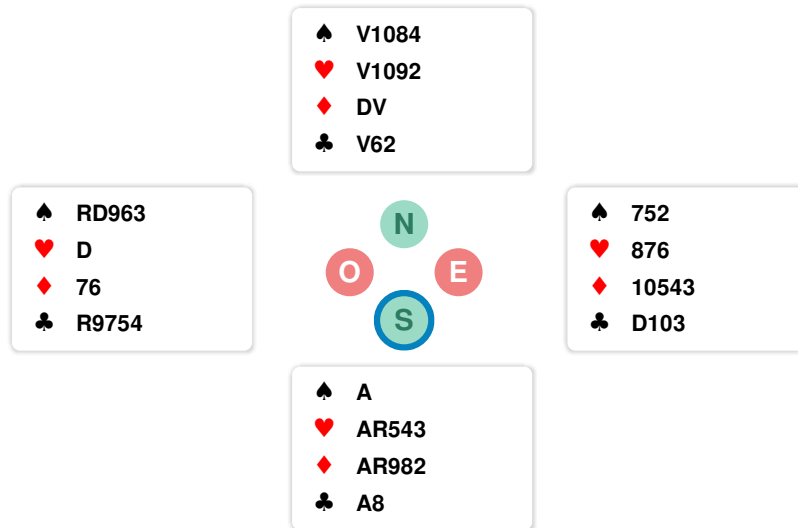 ♠ V1084
♥ V1092
♦ DV
♣ V62
♠ RD963
♥ D
♦ 76
♣ R9754
N
O E
S
♠ 752
♥ 876
♦ 10543
♣ D103
♠ A
♥ AR543
♦ AR982
♣ A8